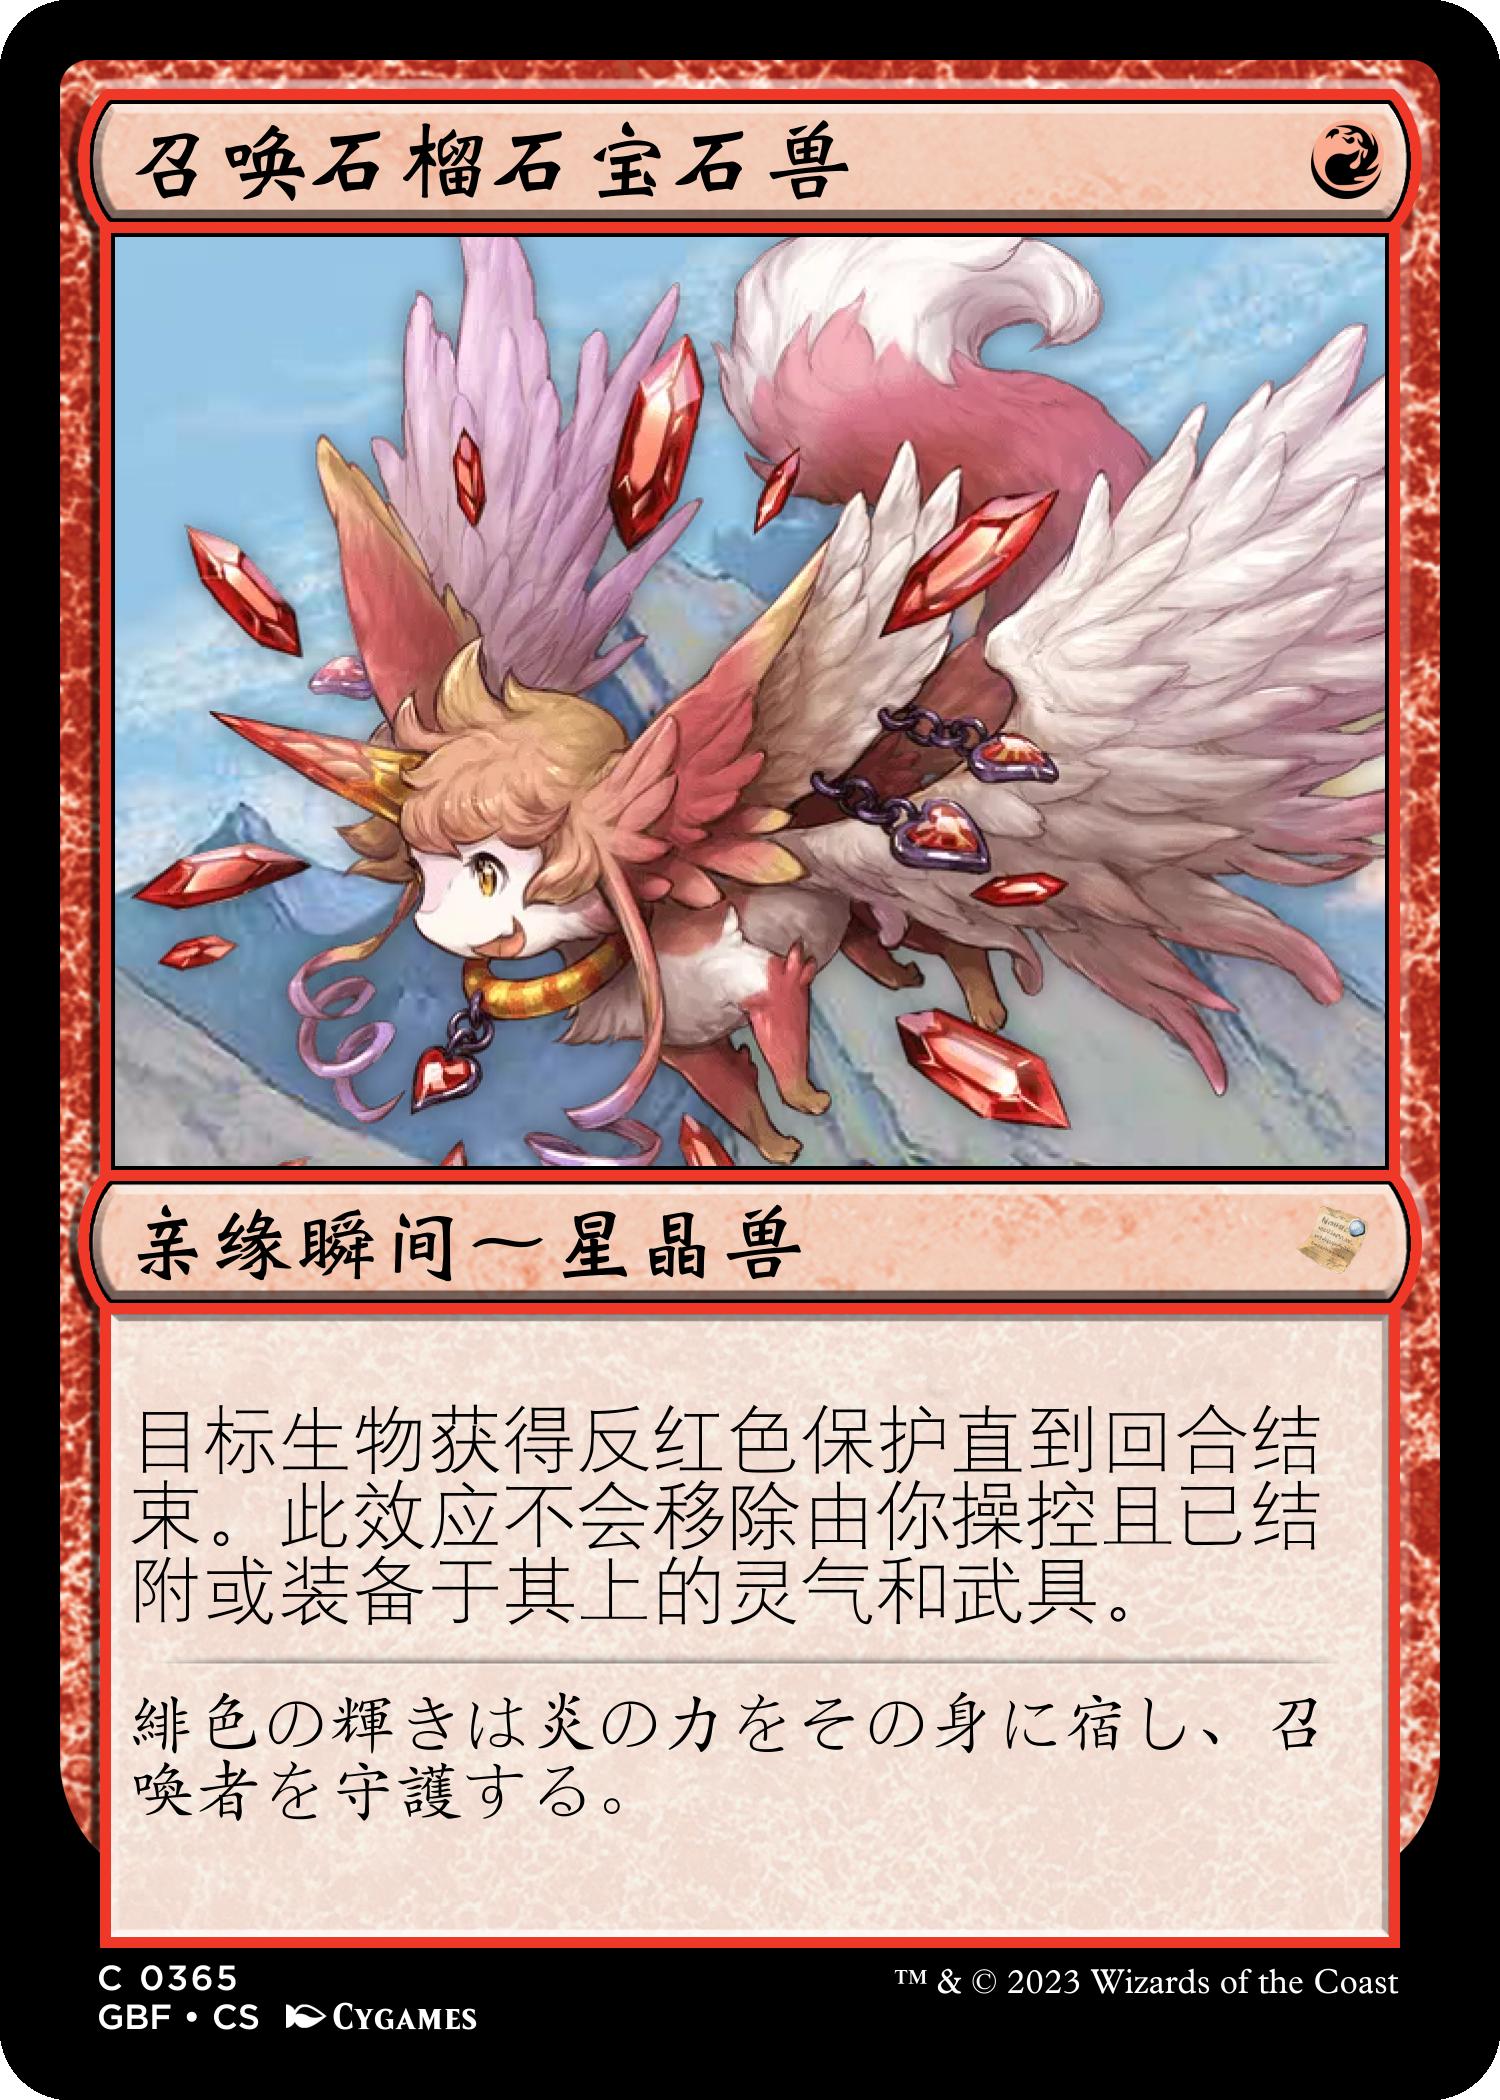 召唤石榴石宝石兽
亲缘瞬间～星晶兽
目标生物获得反红色保护直到回合结
束。此效应不会移除由你操控且已结
附或装备于其上的灵气和武具。
緋色の輝きは炎の力をその身に宿し、召
喚者を守護する。
C 0365
GBF • CS CYGAMES
™ & © 2023 Wizards of the Coast